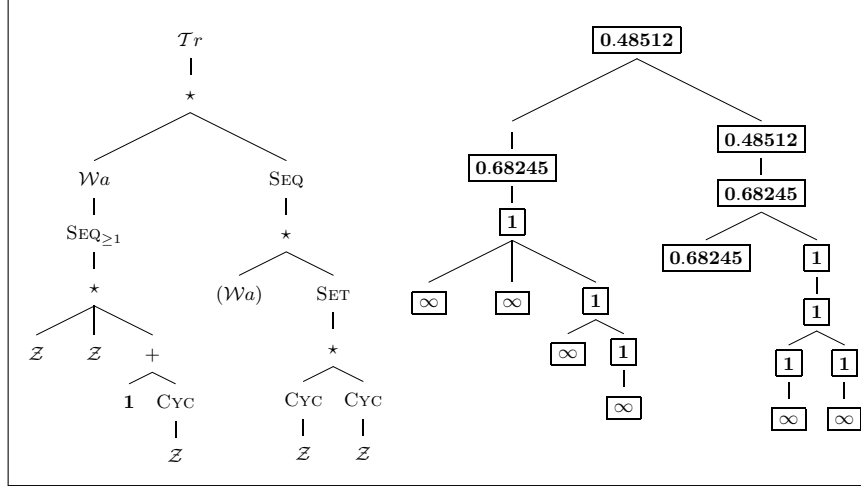 𝒯r
⋆
𝒲a SEQ
SEQ≥1 ⋆
⋆ (𝒲a) SET
𝒵 𝒵 + ⋆
1 CYC CYC CYC
𝒵 𝒵 𝒵
0.48512
0.48512
0.68245 0.68245
1
0.68245 1
∞ ∞ 1 1
∞ 1 1 1
∞ ∞ ∞